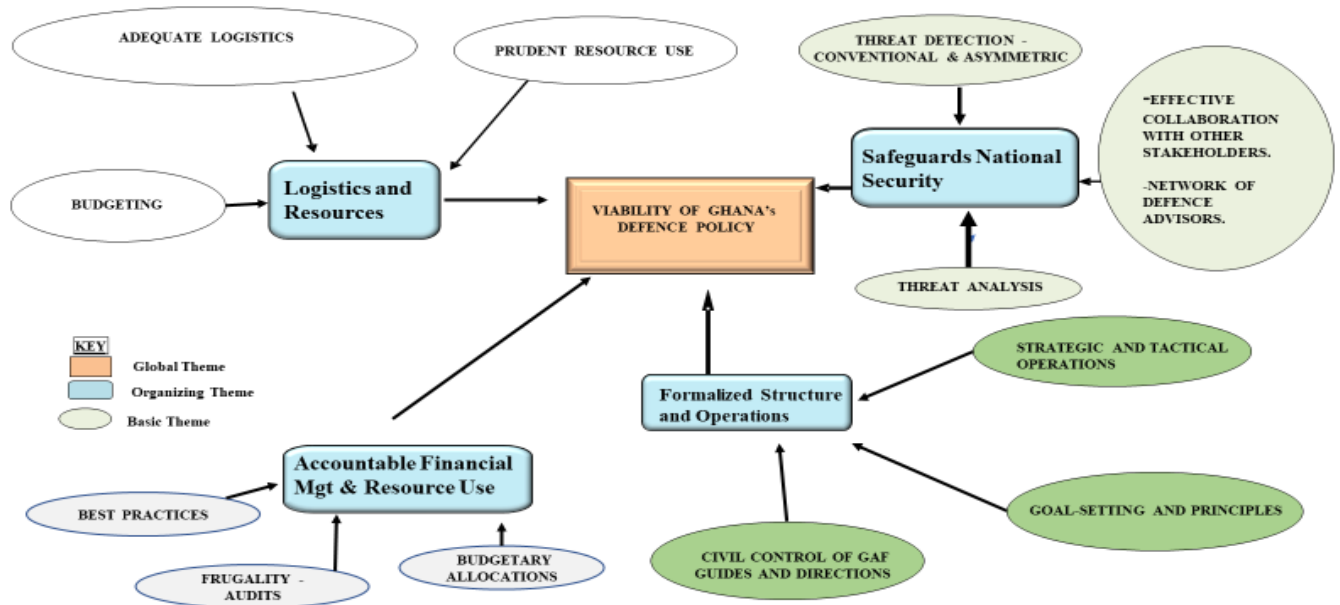 ADEQUATE LOGISTICS
PRUDENT RESOURCE USE
BUDGETING
Logistics and
Resources
THREAT DETECTION -
CONVENTIONAL & ASYMMETRIC
-EFFECTIVE
COLLABORATION
WITH OTHER
STAKEHOLDERS.
-NETWORK OF
DEFENCE
ADVISORS.
Safeguards National
Security
THREAT ANALYSIS
VIABILITY OF GHANA's
DEFENCE POLICY
KEY
Global Theme
Organizing Theme
Basic Theme
STRATEGIC AND TACTICAL
OPERATIONS
Formalized Structure
and Operations
GOAL-SETTING AND PRINCIPLES
CIVIL CONTROL OF GAF
GUIDES AND DIRECTIONS
Accountable Financial
Mgt & Resource Use
BEST PRACTICES
FRUGALITY -
AUDITS
BUDGETARY
ALLOCATIONS